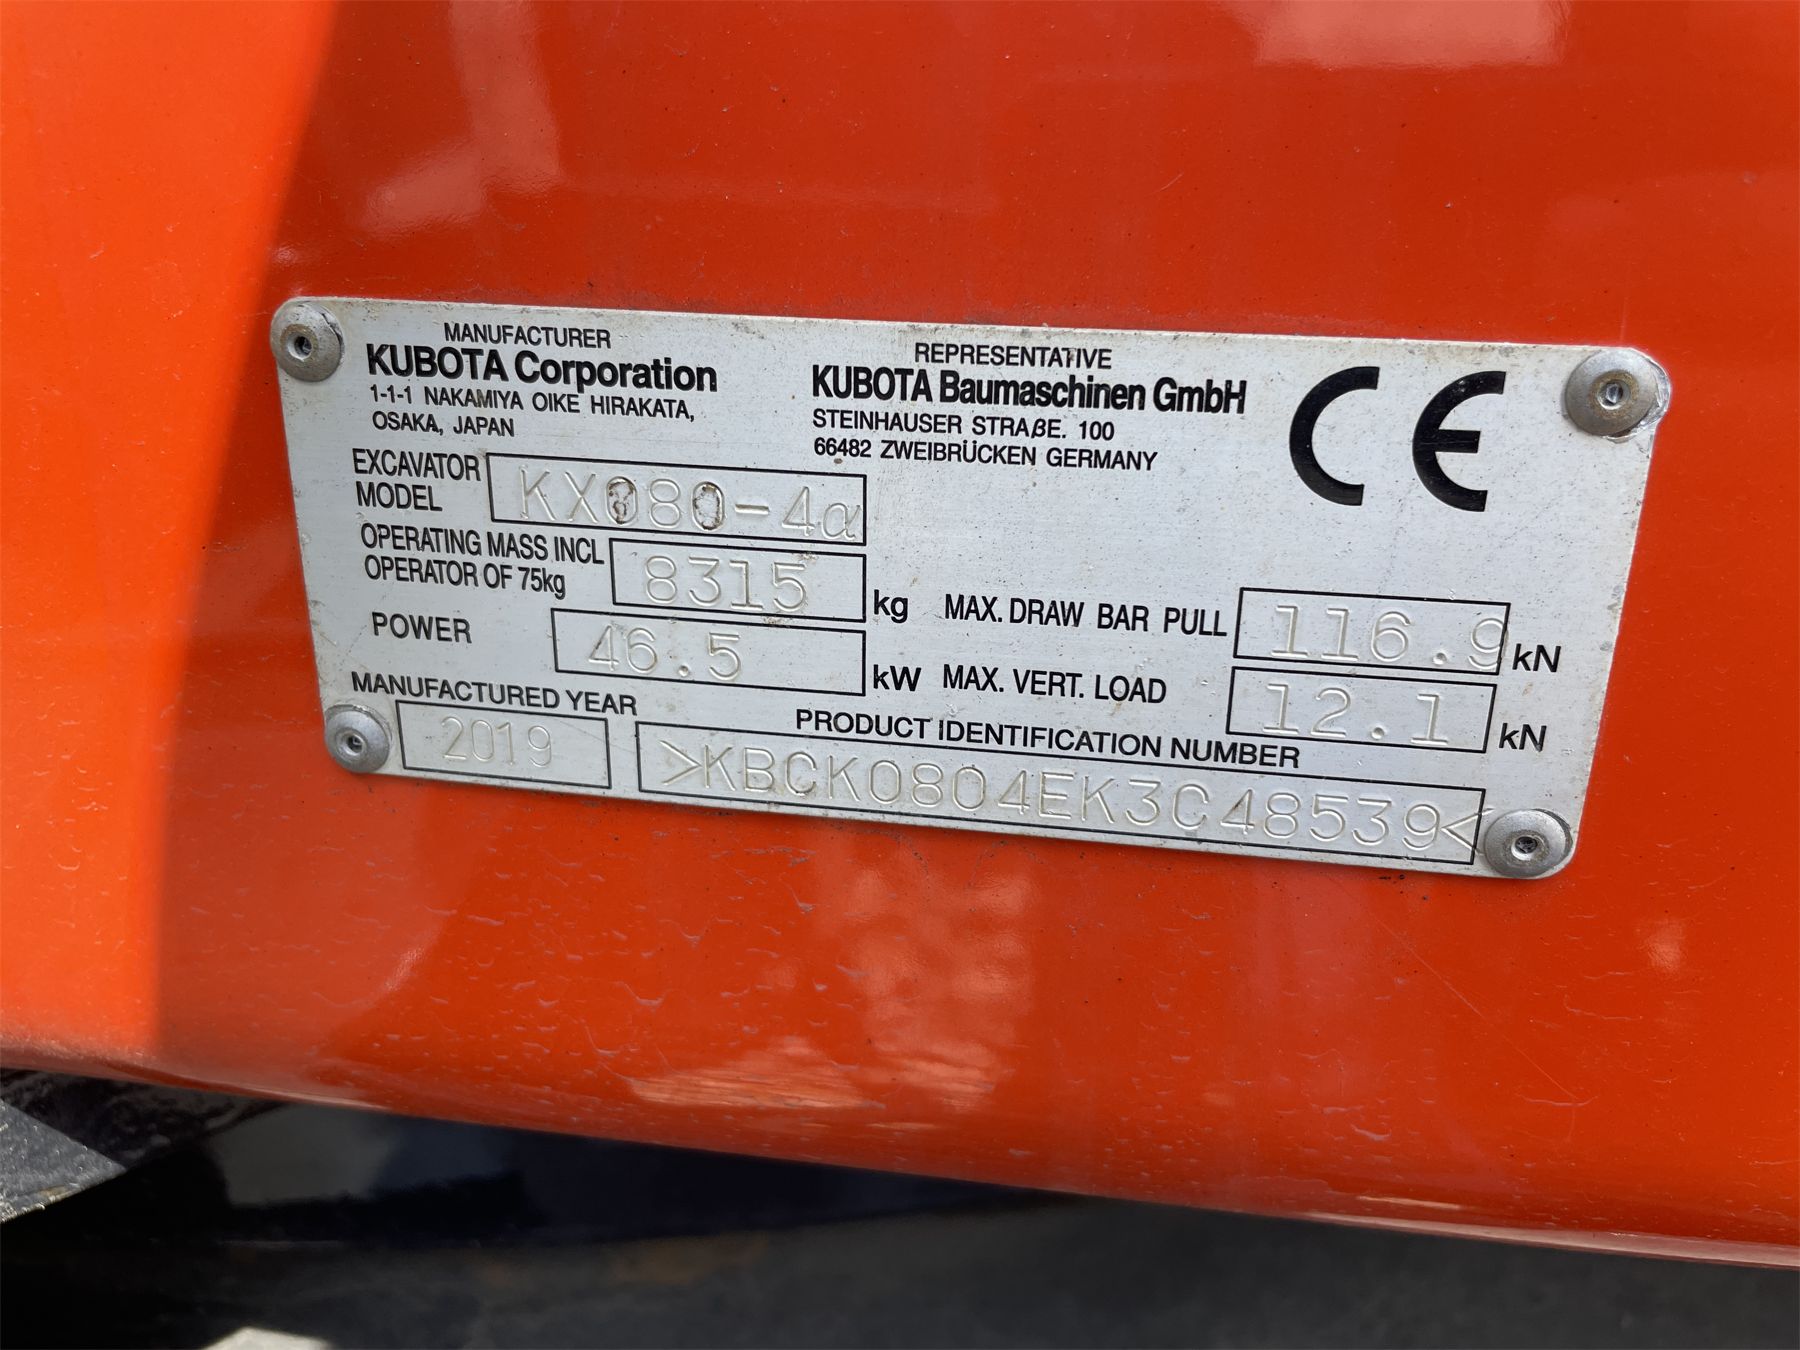 MANUFACTURER
KUBOTA Corporation
1-1-1 NAKAMIYA OIKE HIRAKATA,
OSAKA, JAPAN
REPRESENTATIVE
KUBOTA Baumaschinen GmbH
STEINHAUSER STRAßE. 100
66482 ZWEIBRÜCKEN GERMANY
CE
EXCAVATOR MODEL KX080-4α
OPERATING MASS INCL
OPERATOR OF 75kg 8315 kg
MAX. DRAW BAR PULL 116.9 kN
POWER 46.5 kW
MAX. VERT. LOAD 12.1 kN
MANUFACTURED YEAR
2019
PRODUCT IDENTIFICATION NUMBER
>KBCK0804EK3C48539<